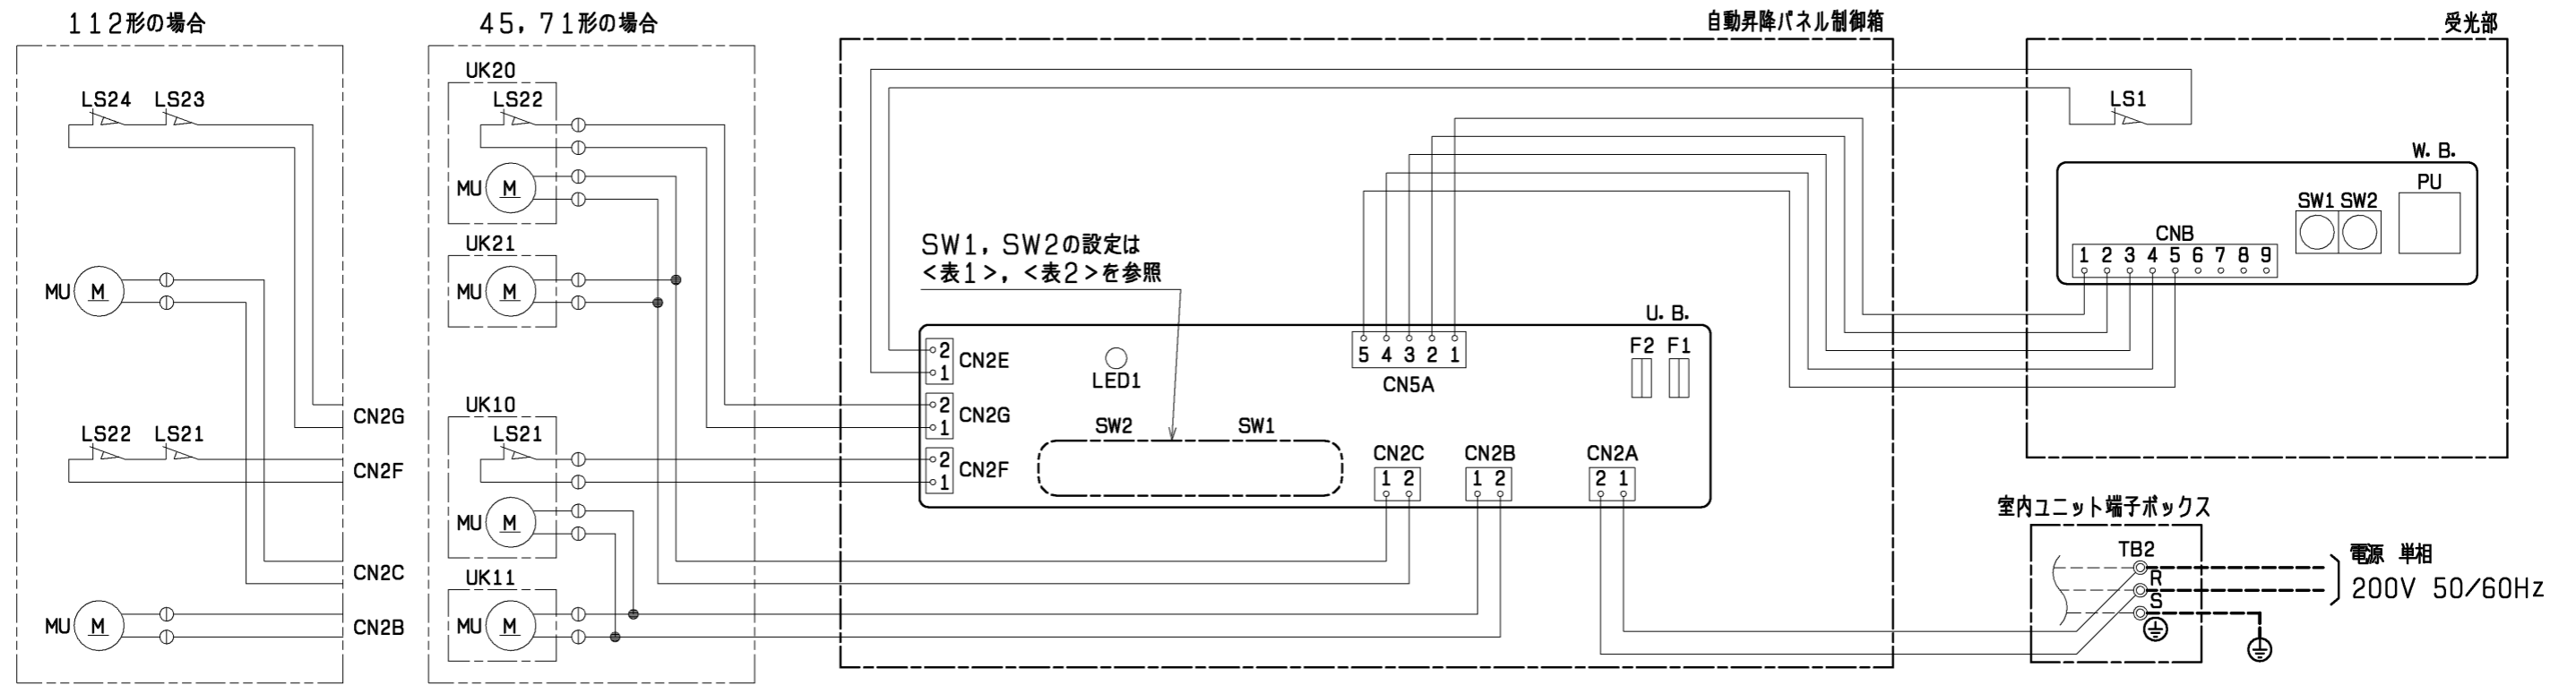 112形の場合
LS24 LS23
MU M
CN2G
LS22 LS21
CN2F
CN2C
MU M
CN2B
45，71形の場合
UK20
LS22
MU M
UK21
MU M
UK10
LS21
MU M
UK11
MU M
自動昇降パネル制御箱
SW1，SW2の設定は
<表1>，<表2>を参照
U.B.
2
1
CN2E
2
1
CN2G
2
1
CN2F
LED1
5 4 3 2 1
CN5A
F2 F1
SW2 SW1
CN2C
1 2
CN2B
1 2
CN2A
2 1
受光部
LS1
W.B.
PU
SW1 SW2
CNB
1 2 3 4 5 6 7 8 9
室内ユニット端子ボックス
TB2
R
S
電源 単相
200V 50/60Hz